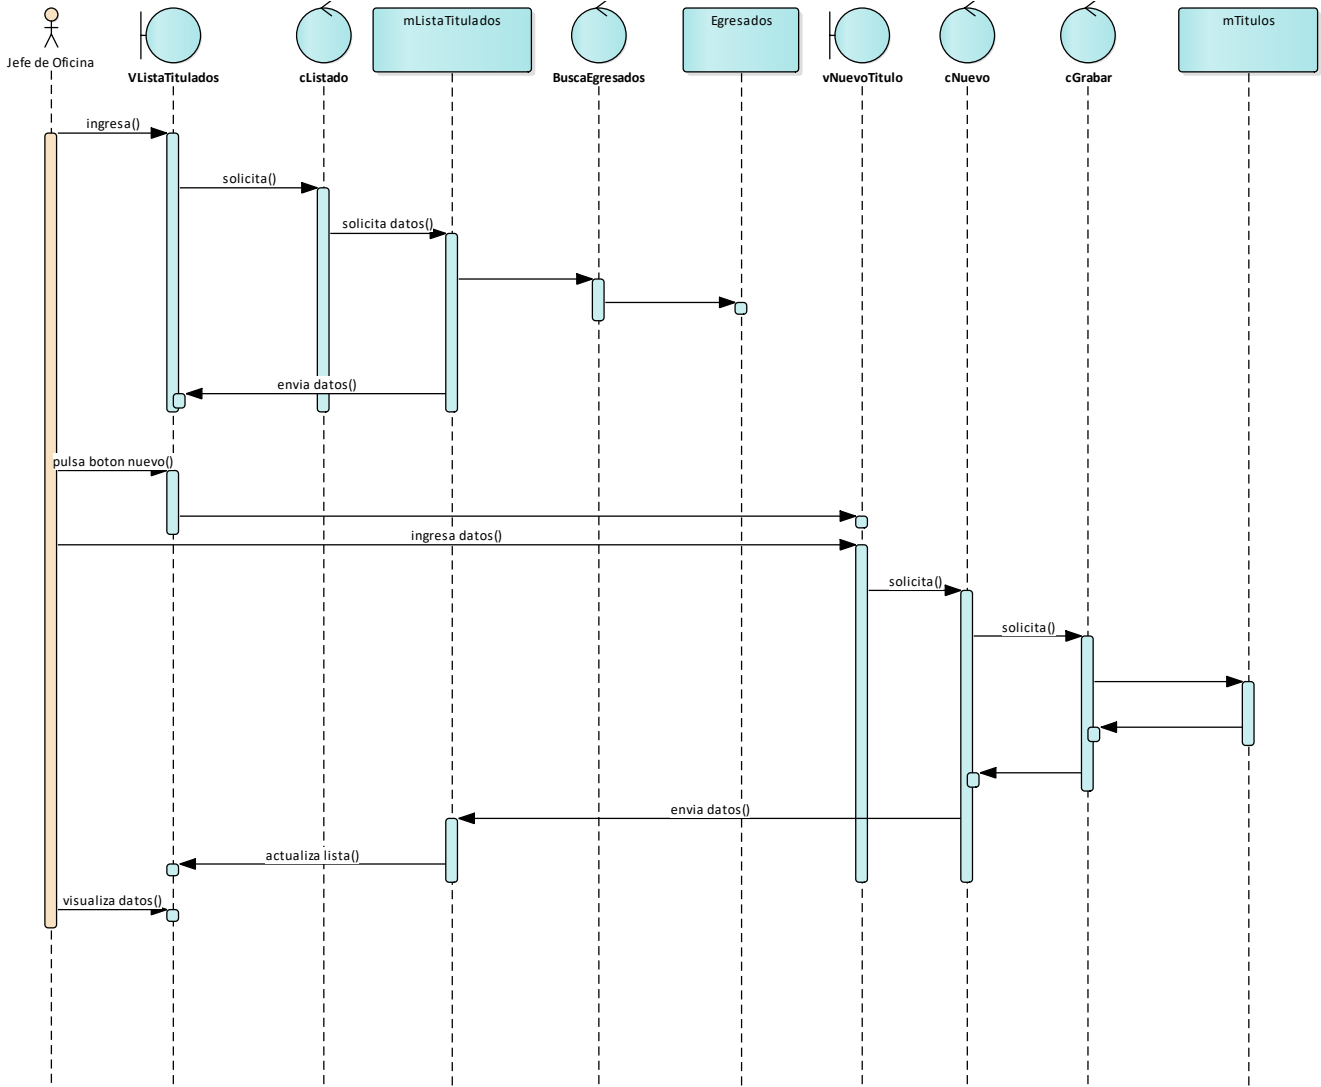 Jefe de Oficina
VListaTitulados
cListado
mListaTitulados
BuscaEgresados
Egresados
vNuevoTitulo
cNuevo
cGrabar
mTitulos
ingresa()
solicita()
solicita datos()
envia datos()
pulsa boton nuevo()
ingresa datos()
solicita()
solicita()
envia datos()
actualiza lista()
visualiza datos()